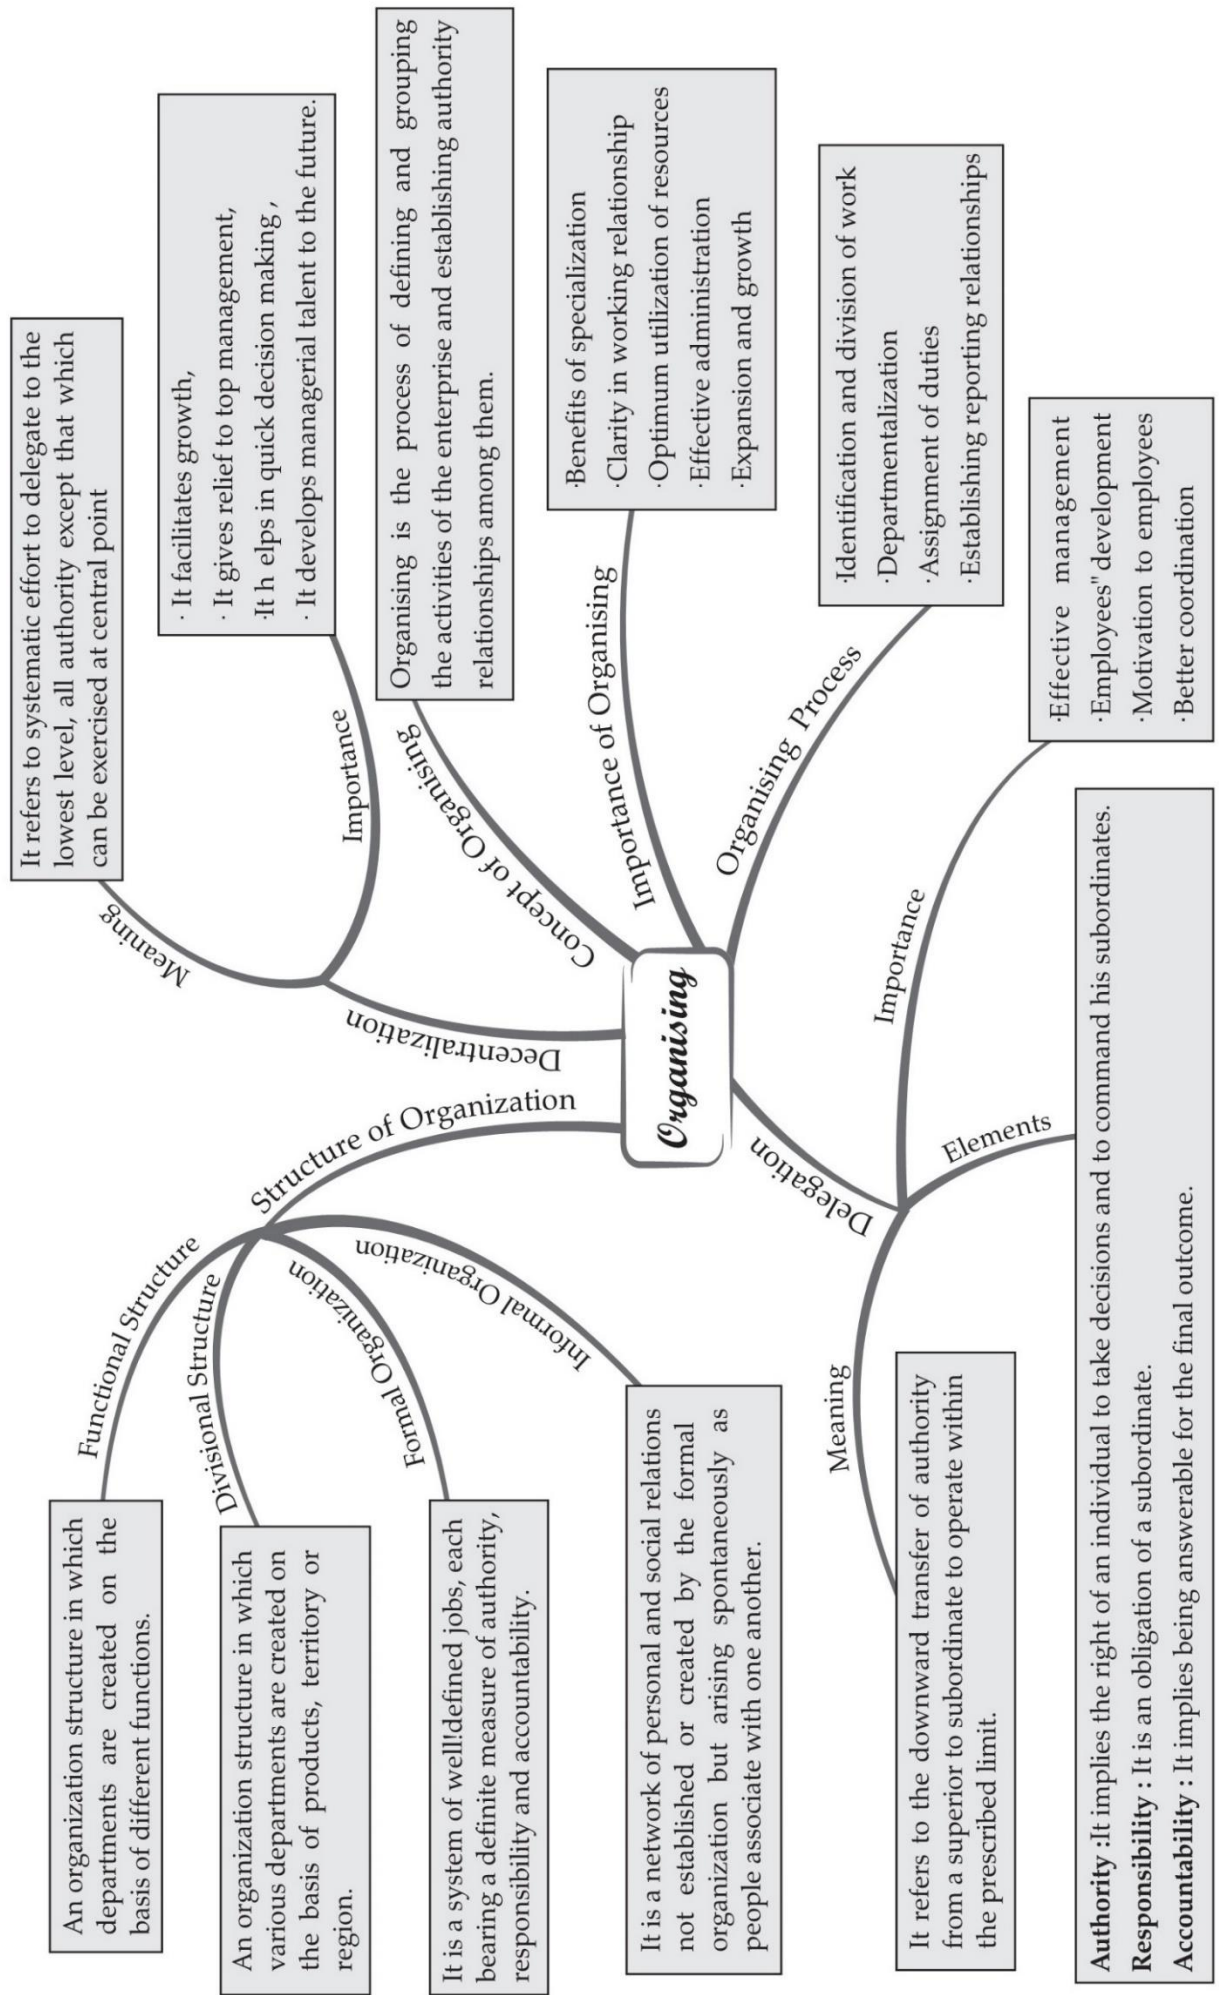 Organising
Concept of Organising
Organising is the process of defining and grouping
the activities of the enterprise and establishing authority
relationships among them.
Importance of Organising
·Benefits of specialization
·Clarity in working relationship
·Optimum utilization of resources
·Effective administration
·Expansion and growth
Organising Process
·Identification and division of work
·Departmentalization
·Assignment of duties
·Establishing reporting relationships
Delegation
Importance
·Effective management
·Employees" development
·Motivation to employees
·Better coordination
Elements
Authority :It implies the right of an individual to take decisions and to command his subordinates.
Responsibility : It is an obligation of a subordinate.
Accountability : It implies being answerable for the final outcome.
Meaning
It refers to the downward transfer of authority
from a superior to subordinate to operate within
the prescribed limit.
Structure of Organization
Functional Structure
An organization structure in which
departments are created on the
basis of different functions.
Divisional Structure
An organization structure in which
various departments are created on
the basis of products, territory or
region.
Formal Organization
It is a system of well!defined jobs, each
bearing a definite measure of authority,
responsibility and accountability.
Informal Organization
It is a network of personal and social relations
not established or created by the formal
organization but arising spontaneously as
people associate with one another.
Decentralization
Meaning
It refers to systematic effort to delegate to the
lowest level, all authority except that which
can be exercised at central point
Importance
· It facilitates growth,
· It gives relief to top management,
·It h elps in quick decision making ,
· It develops managerial talent to the future.